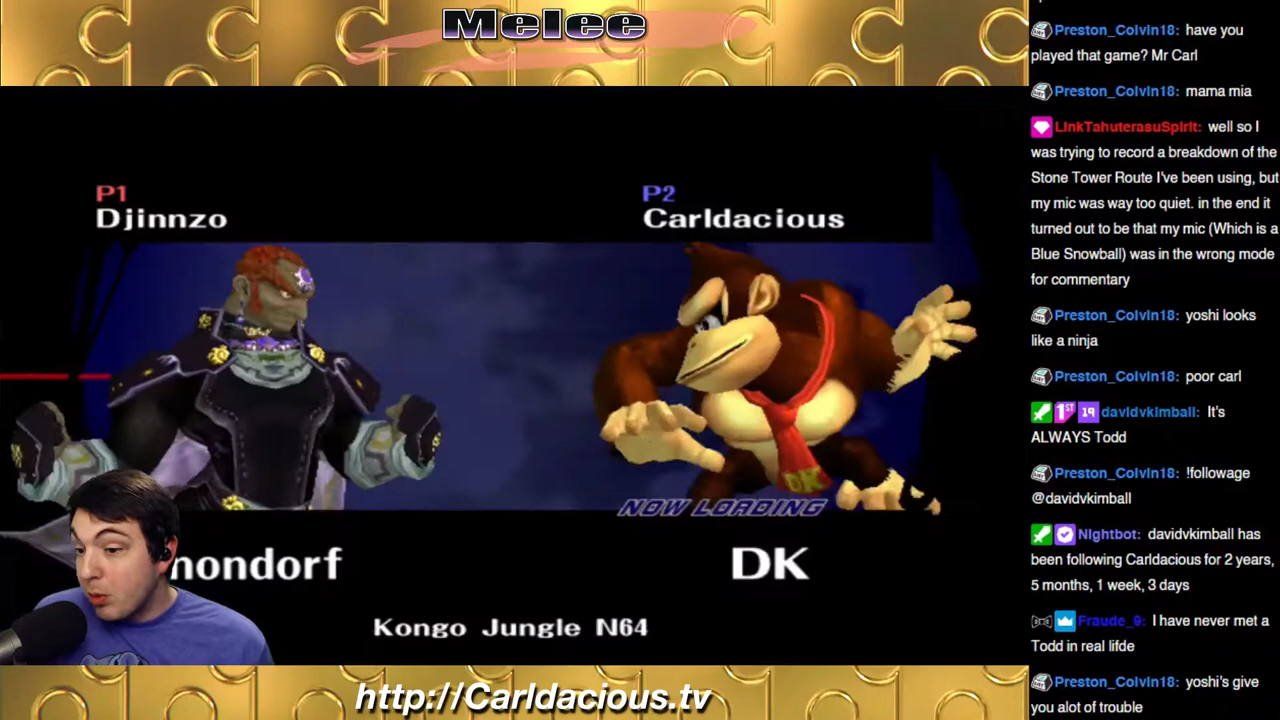 Melee
P1
Djinnzo
P2
Carldacious
DK
NOW LOADING
nondorf
DK
Kongo Jungle N64
http://Carldacious.tv
Preston_Colvin18: have you
played that game? Mr Carl
Preston_Colvin18: mama mia
LinkTahuterasuSpirit: well so I
was trying to record a breakdown of the
Stone Tower Route I've been using, but
my mic was way too quiet. in the end it
turned out to be that my mic (Which is a
Blue Snowball) was in the wrong mode
for commentary
Preston_Colvin18: yoshi looks
like a ninja
Preston_Colvin18: poor carl
1ST 19 davidvkimball: It's
ALWAYS Todd
Preston_Colvin18: !followage
@davidvkimball
Nightbot: davidvkimball has
been following Carldacious for 2 years,
5 months, 1 week, 3 days
Fraude_9: I have never met a
Todd in real lifde
Preston_Colvin18: yoshi's give
you alot of trouble